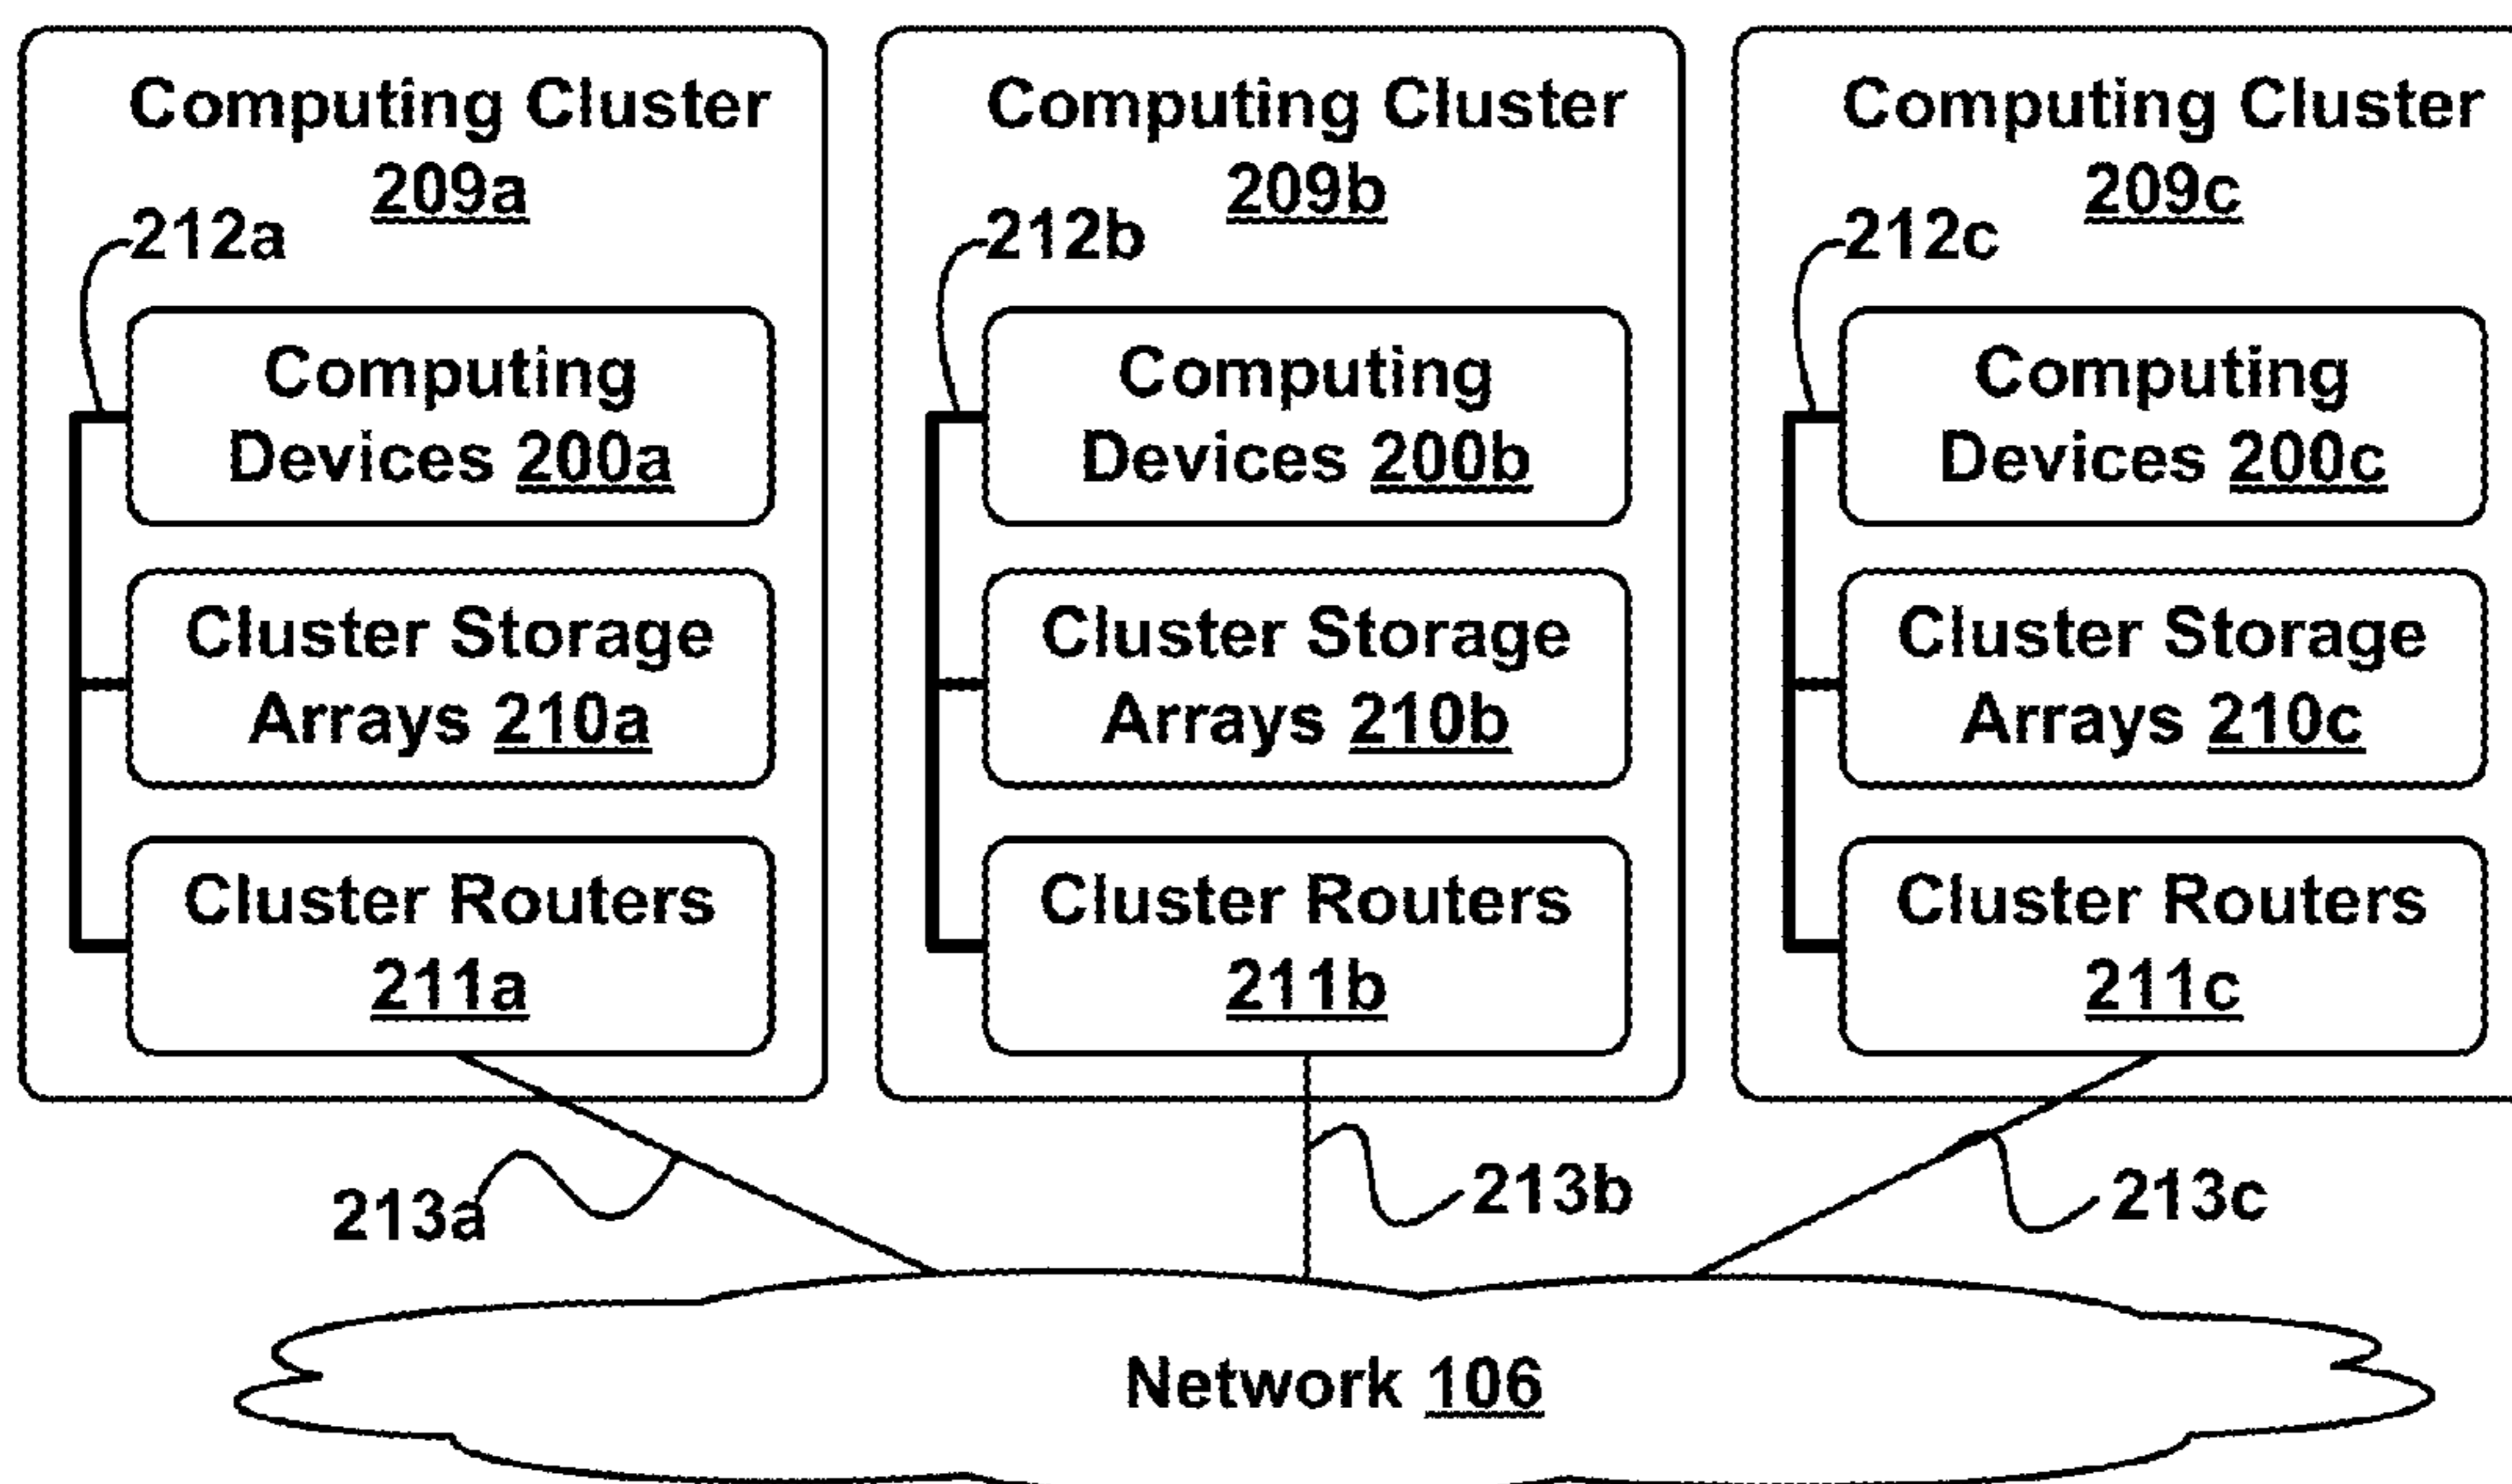 Computing Cluster
209a
212a
Computing
Devices 200a
Cluster Storage
Arrays 210a
Cluster Routers
211a
Computing Cluster
209b
212b
Computing
Devices 200b
Cluster Storage
Arrays 210b
Cluster Routers
211b
Computing Cluster
209c
212c
Computing
Devices 200c
Cluster Storage
Arrays 210c
Cluster Routers
211c
213a
213b
213c
Network 106